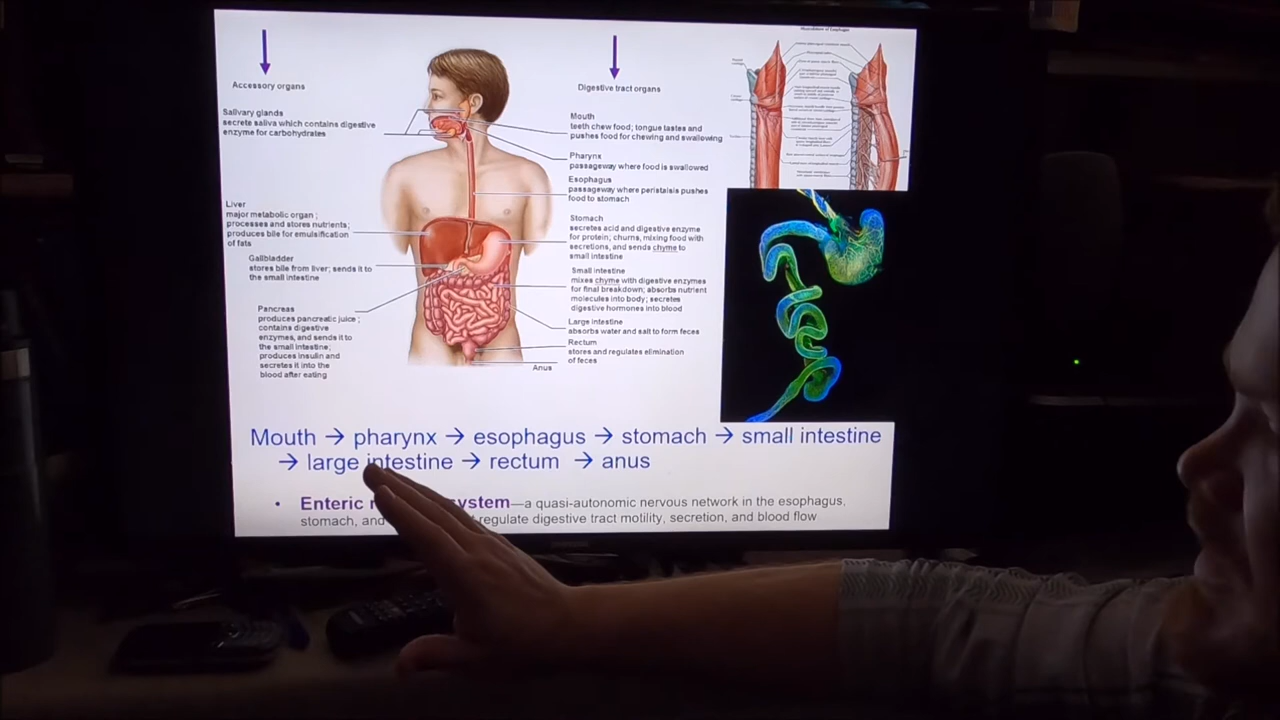 Accessory organs
Salivary glands
secrete saliva which contains digestive
enzyme for carbohydrates
Liver
major metabolic organ ;
processes and stores nutrients;
produces bile for emulsification
of fats
Gallbladder
stores bile from liver; sends it to
the small intestine
Pancreas
produces pancreatic juice ;
contains digestive
enzymes, and sends it to
the small intestine;
produces insulin and
secretes it into the
blood after eating
Digestive tract organs
Mouth
teeth chew food; tongue tastes and
pushes food for chewing and swallowing
Pharynx
passageway where food is swallowed
Esophagus
passageway where peristalsis pushes
food to stomach
Stomach
secretes acid and digestive enzyme
for protein; churns, mixing food with
secretions, and sends chyme to
small intestine
Small intestine
mixes chyme with digestive enzymes
for final breakdown; absorbs nutrient
molecules into body; secretes
digestive hormones into blood
Large intestine
absorbs water and salt to form feces
Rectum
stores and regulates elimination
of feces
Anus
Mouth → pharynx → esophagus → stomach → small intestine
→ large intestine → rectum → anus
• Enteric ystem—a quasi-autonomic nervous network in the esophagus,
stomach, and regulate digestive tract motility, secretion, and blood flow